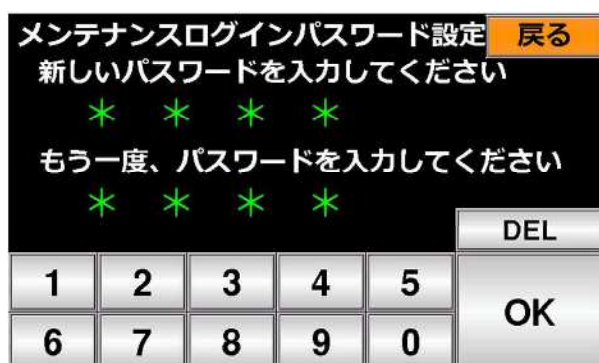 メンテナンスログインパスワード設定 戻る
新しいパスワードを入力してください
＊ ＊ ＊ ＊
もう一度、パスワードを入力してください
＊ ＊ ＊ ＊
DEL
1 2 3 4 5
OK
6 7 8 9 0